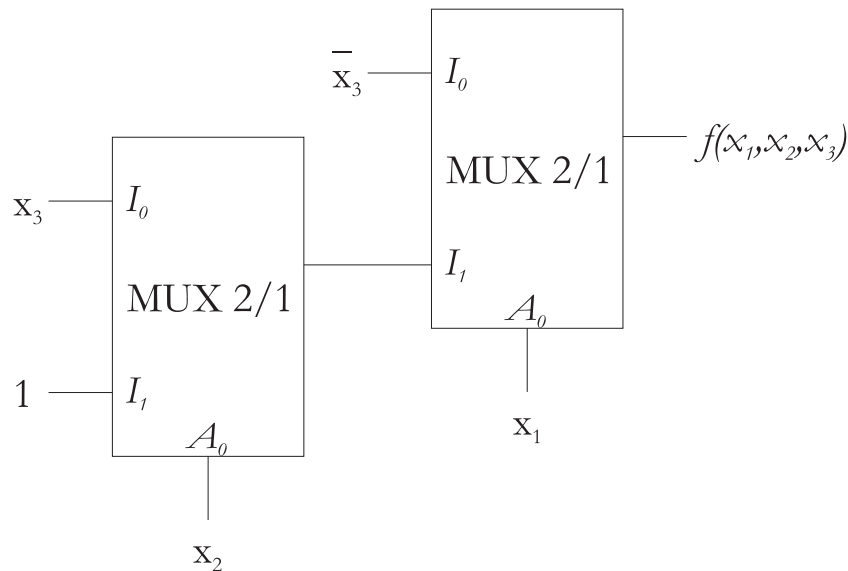 x̅₃
I₀
f(x₁,x₂,x₃)
MUX 2/1
x₃
I₀
I₁
MUX 2/1
A₀
1
I₁
x₁
A₀
x₂